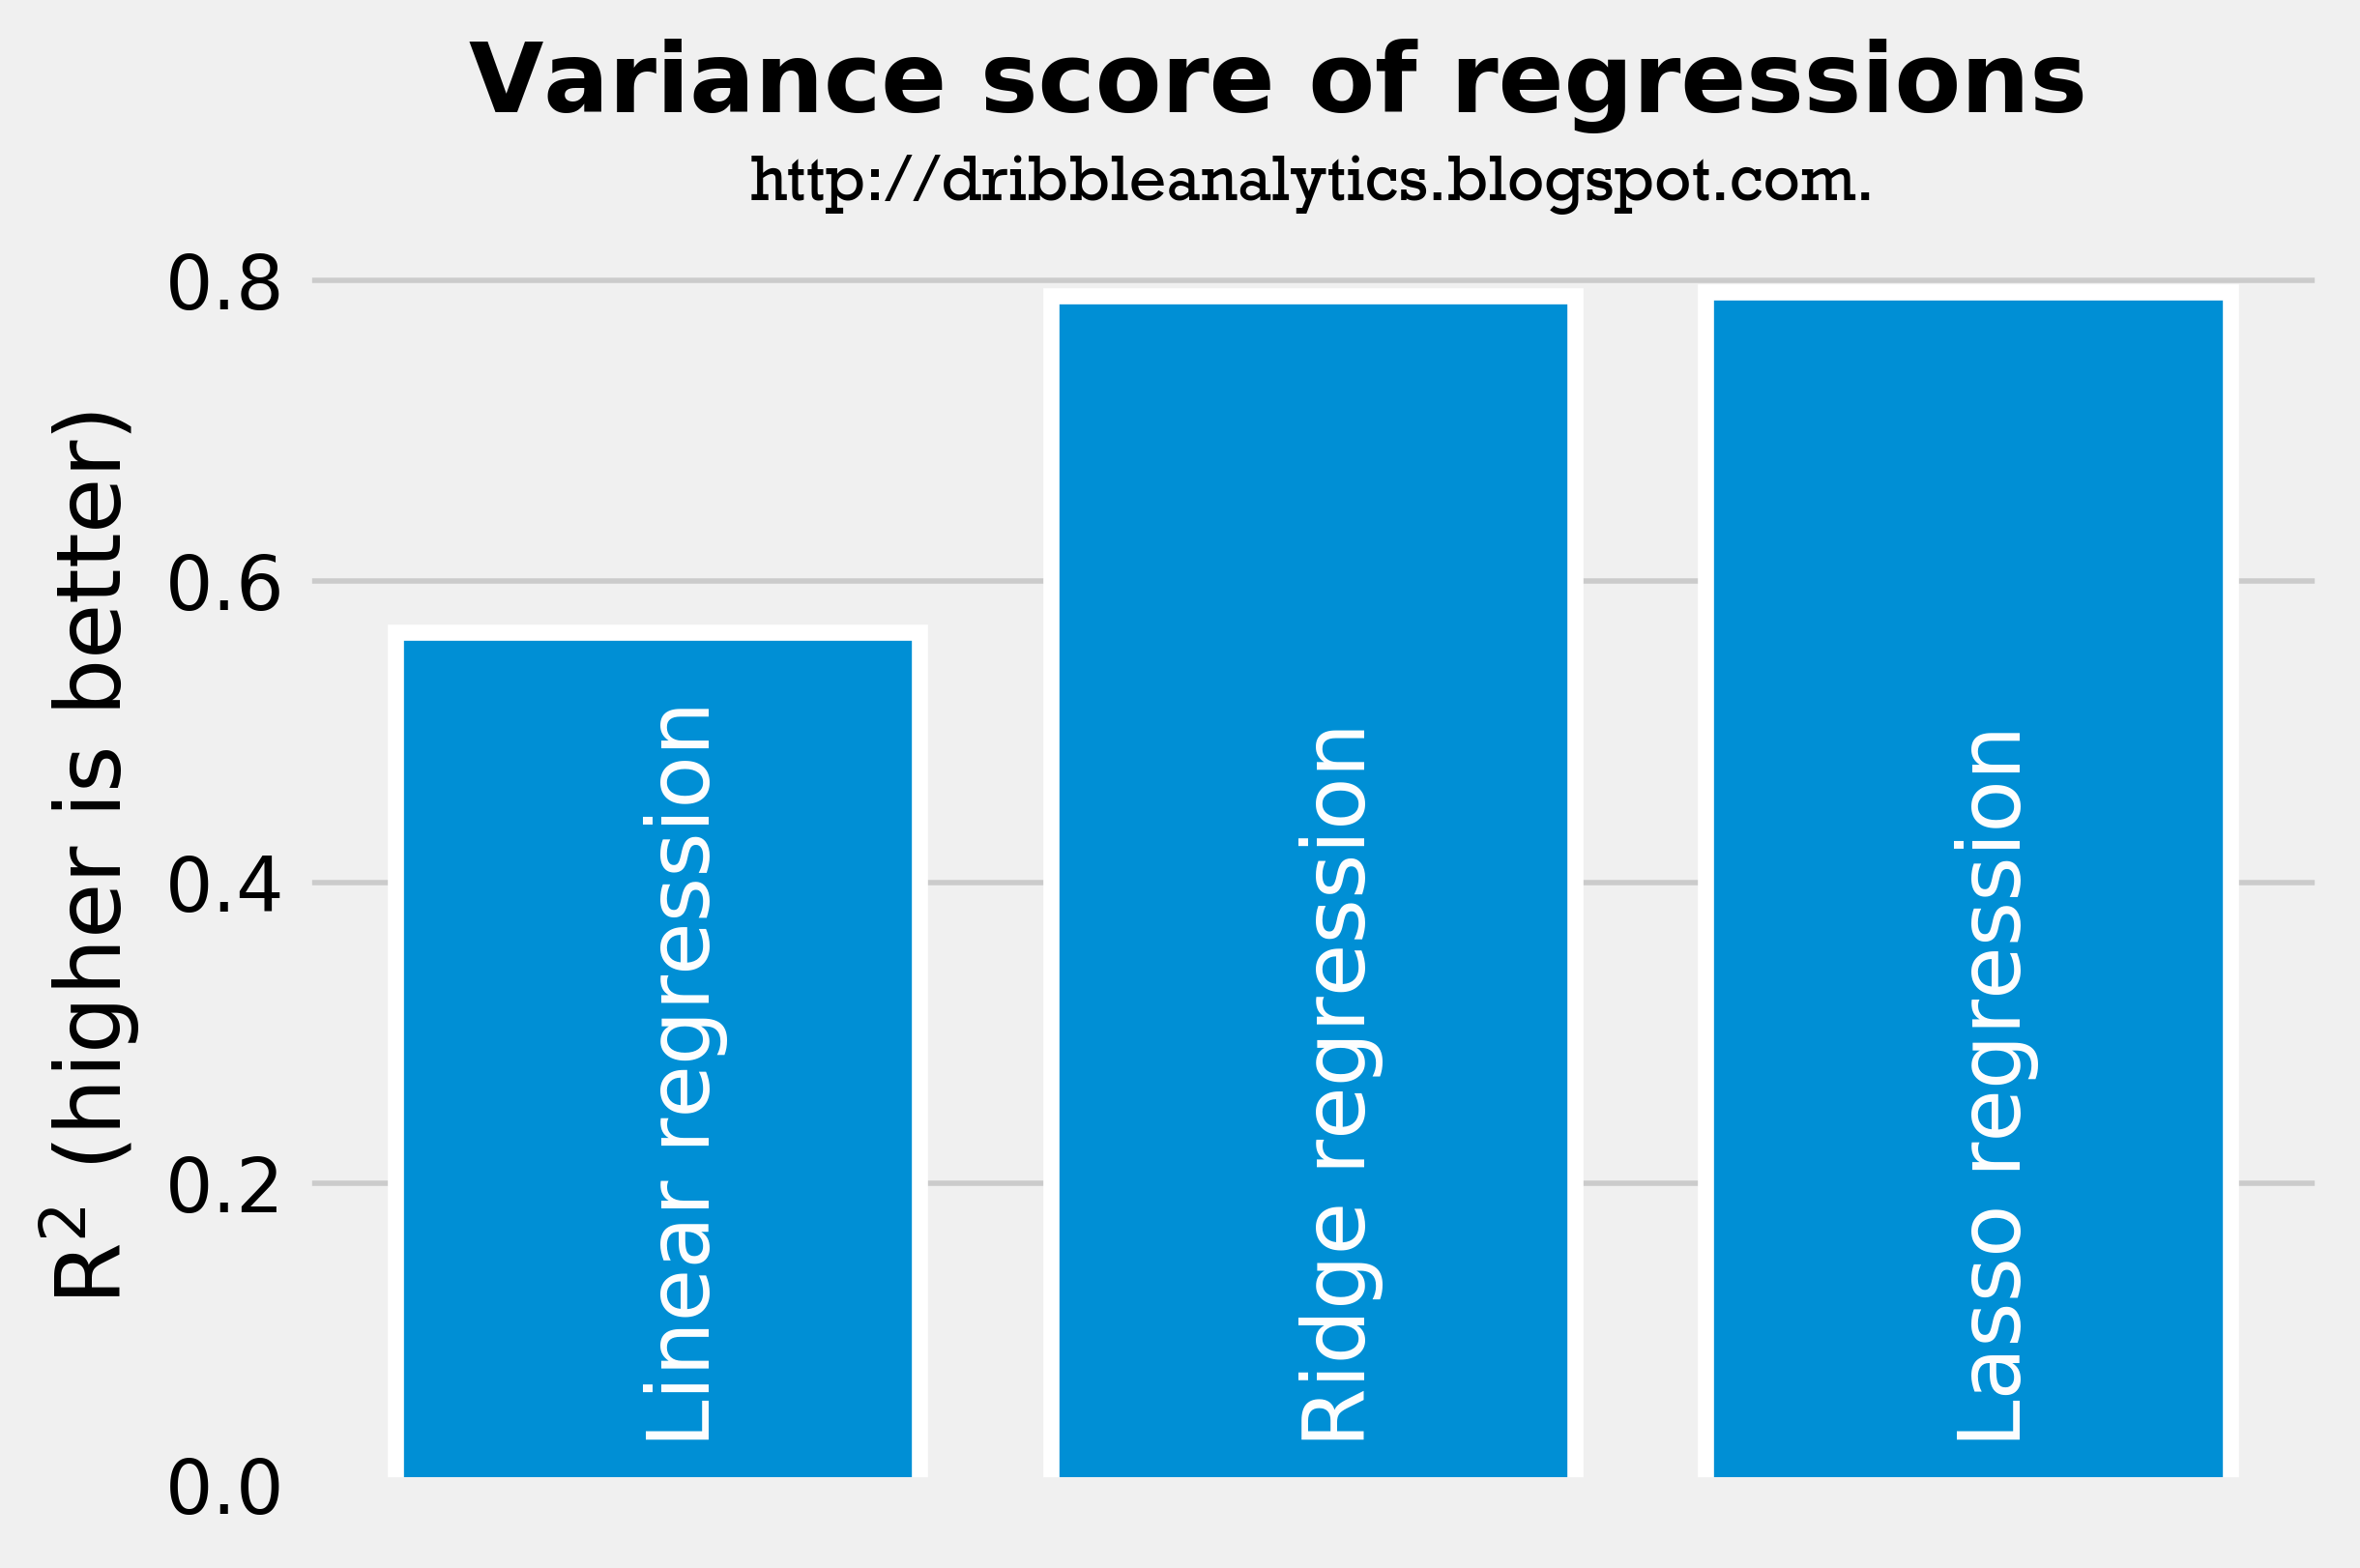 Variance score of regressions
http://dribbleanalytics.blogspot.com.
R² (higher is better)
0.8
0.6
0.4
0.2
0.0
Linear regression
Ridge regression
Lasso regression